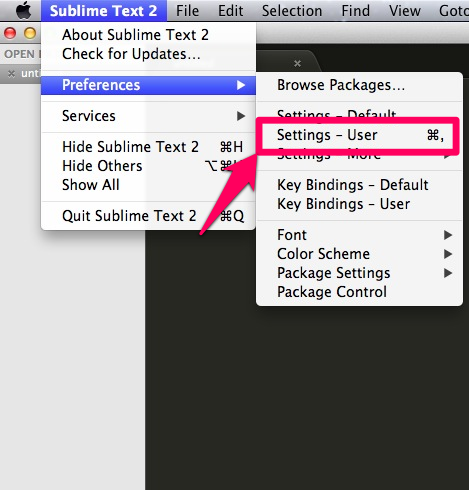 Sublime Text 2 File Edit Selection Find View Goto
OPEN
About Sublime Text 2
Check for Updates...
× unti
×
Preferences ▶
Browse Packages...
Services ▶
Settings – Default
Settings – User ⌘,
Hide Sublime Text 2 ⌘H
Settings – More ▶
Hide Others ⌥⌘H
Show All
Key Bindings – Default
Key Bindings – User
Quit Sublime Text 2 ⌘Q
Font ▶
Color Scheme ▶
Package Settings ▶
Package Control